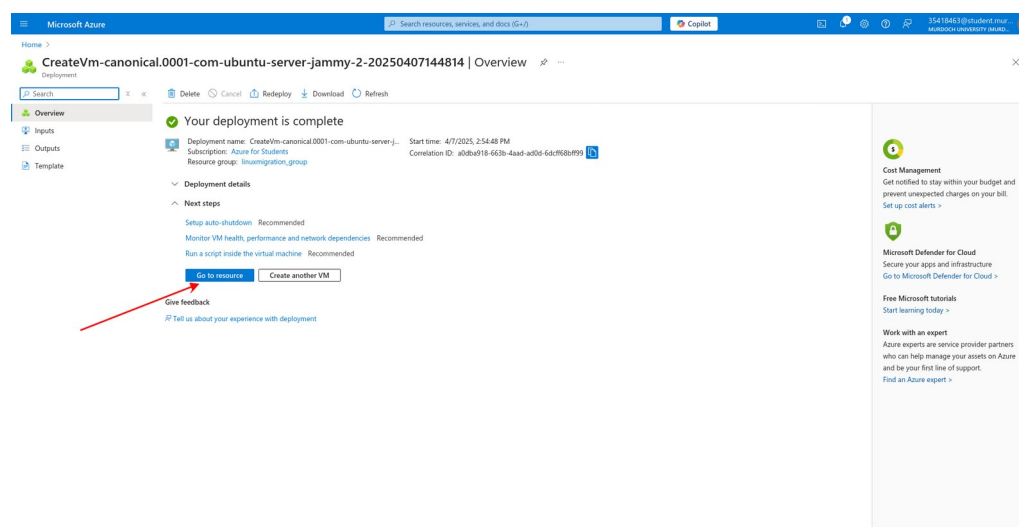 Microsoft Azure
Search resources, services, and docs (G+/)
Copilot
1
35418463@student.mur...
MURDOCH UNIVERSITY (MURD...
Home >
CreateVm-canonical.0001-com-ubuntu-server-jammy-2-20250407144814 | Overview
Deployment
Search
Delete
Cancel
Redeploy
Download
Refresh
Overview
Inputs
Outputs
Template
Your deployment is complete
Deployment name: CreateVm-canonical.0001-com-ubuntu-server-j...
Subscription: Azure for Students
Resource group: linuxmigration_group
Start time: 4/7/2025, 2:54:48 PM
Correlation ID: a0dba918-663b-4aad-ad0d-6dcff68bff99
Deployment details
Next steps
Setup auto-shutdown Recommended
Monitor VM health, performance and network dependencies Recommended
Run a script inside the virtual machine Recommended
Go to resource
Create another VM
Give feedback
Tell us about your experience with deployment
Cost Management
Get notified to stay within your budget and
prevent unexpected charges on your bill.
Set up cost alerts >
Microsoft Defender for Cloud
Secure your apps and infrastructure
Go to Microsoft Defender for Cloud >
Free Microsoft tutorials
Start learning today >
Work with an expert
Azure experts are service provider partners
who can help manage your assets on Azure
and be your first line of support.
Find an Azure expert >